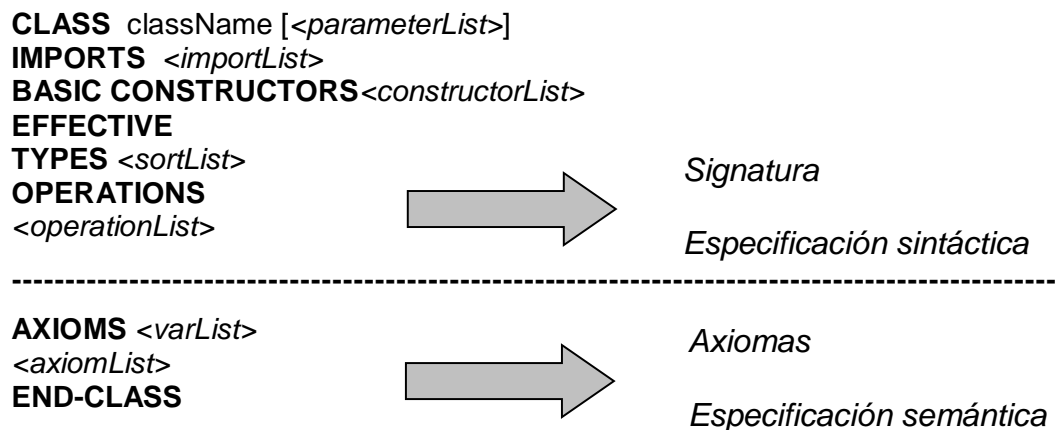 CLASS className [<parameterList>]
IMPORTS <importList>
BASIC CONSTRUCTORS<constructorList>
EFFECTIVE
TYPES <sortList>
OPERATIONS
<operationList>
Signatura
Especificación sintáctica
AXIOMS <varList>
<axiomList>
END-CLASS
Axiomas
Especificación semántica